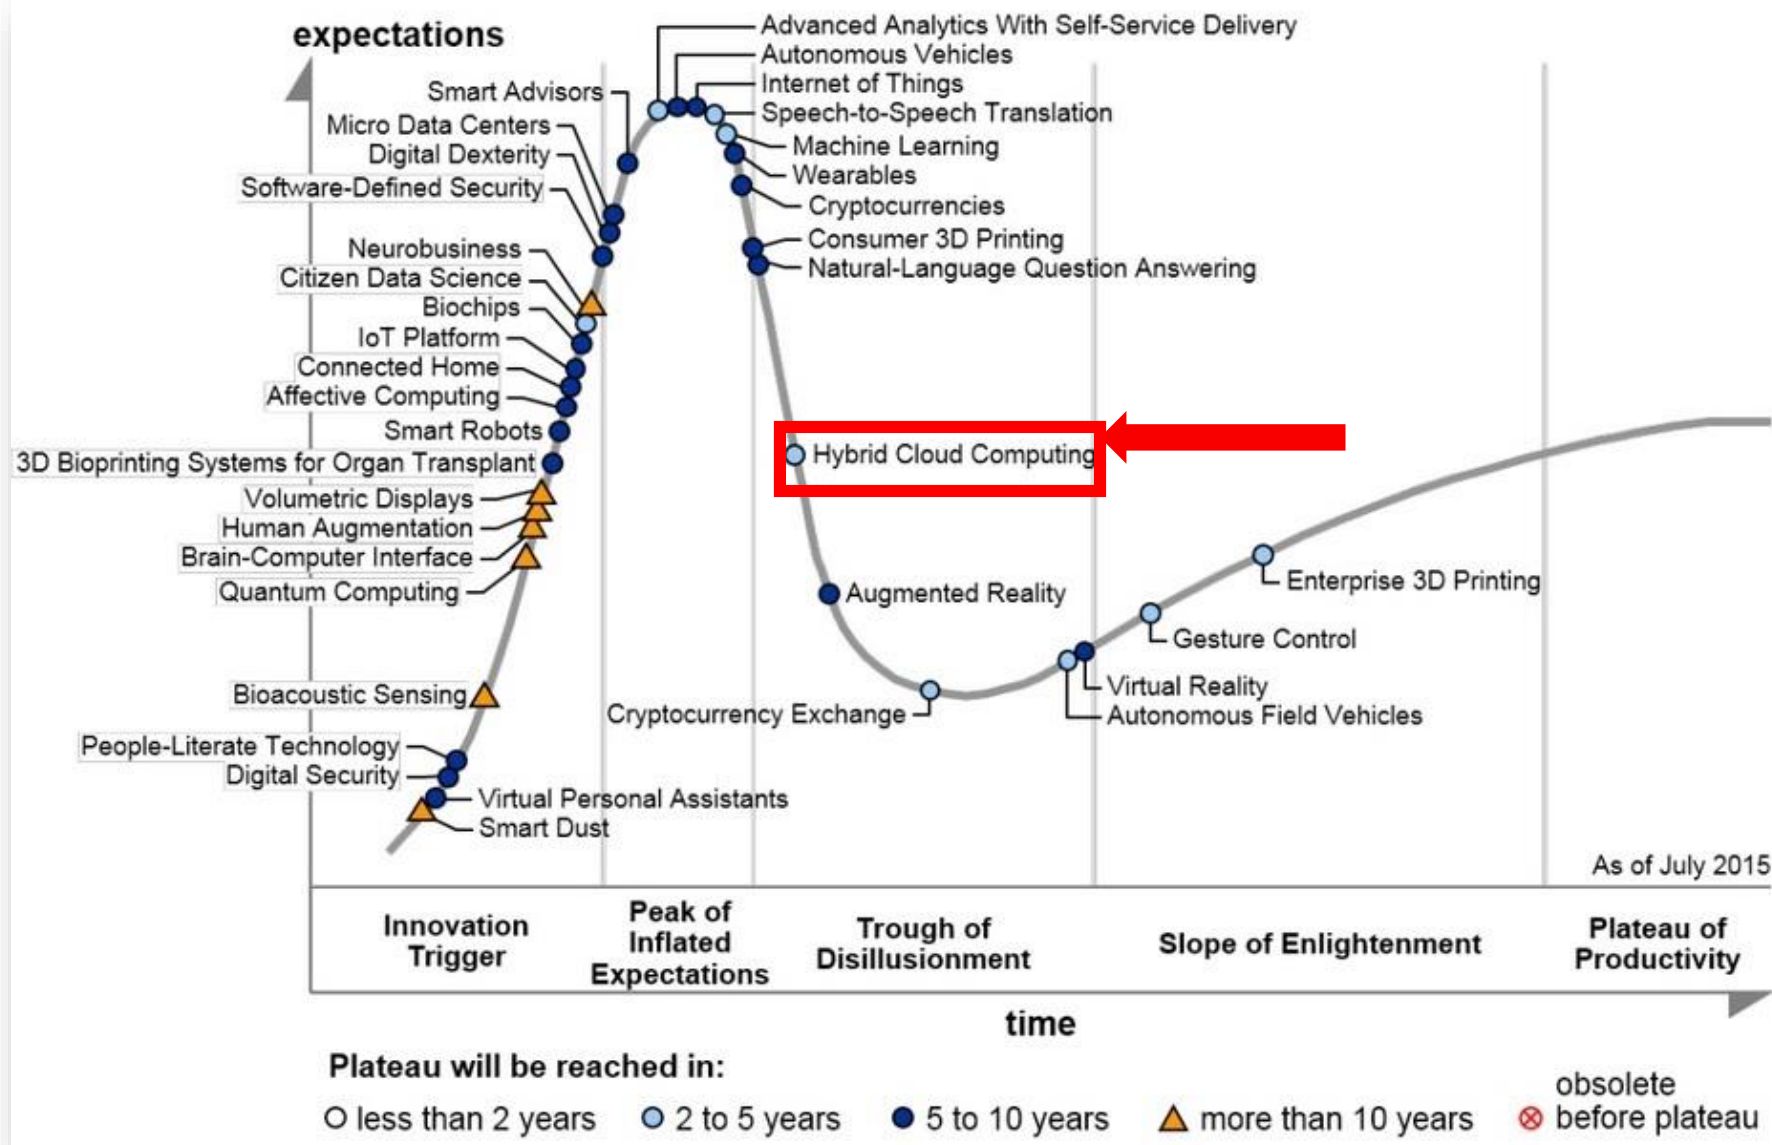 expectations
Advanced Analytics With Self-Service Delivery
Autonomous Vehicles
Internet of Things
Speech-to-Speech Translation
Machine Learning
Wearables
Cryptocurrencies
Consumer 3D Printing
Natural-Language Question Answering
Smart Advisors
Micro Data Centers
Digital Dexterity
Software-Defined Security
Neurobusiness
Citizen Data Science
Biochips
IoT Platform
Connected Home
Affective Computing
Smart Robots
3D Bioprinting Systems for Organ Transplant
Volumetric Displays
Human Augmentation
Brain-Computer Interface
Quantum Computing
Bioacoustic Sensing
People-Literate Technology
Digital Security
Virtual Personal Assistants
Smart Dust
Hybrid Cloud Computing
Augmented Reality
Cryptocurrency Exchange
Enterprise 3D Printing
Gesture Control
Virtual Reality
Autonomous Field Vehicles
As of July 2015
Innovation
Trigger
Peak of
Inflated
Expectations
Trough of
Disillusionment
Slope of Enlightenment
Plateau of
Productivity
time
Plateau will be reached in:
less than 2 years
2 to 5 years
5 to 10 years
more than 10 years
obsolete
before plateau